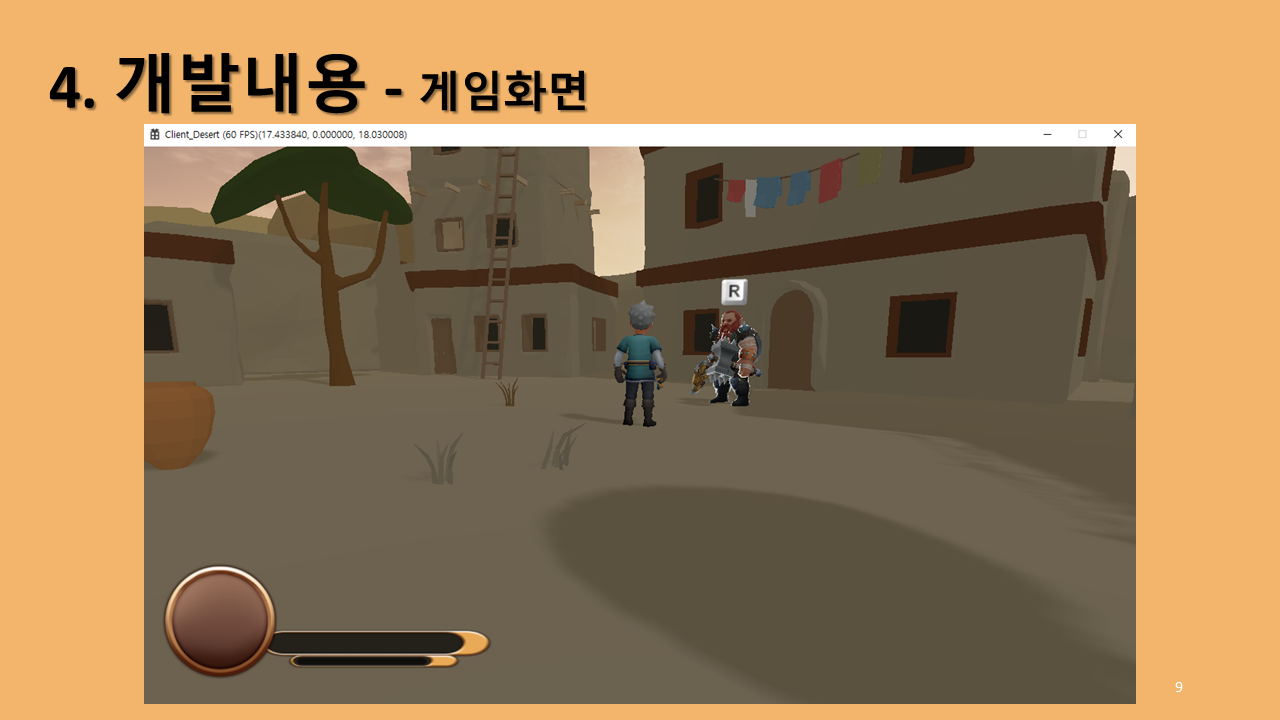 4. 개발내용 - 게임화면
Client_Desert (60 FPS)(17.433840, 0.000000, 18.030008)
R
9